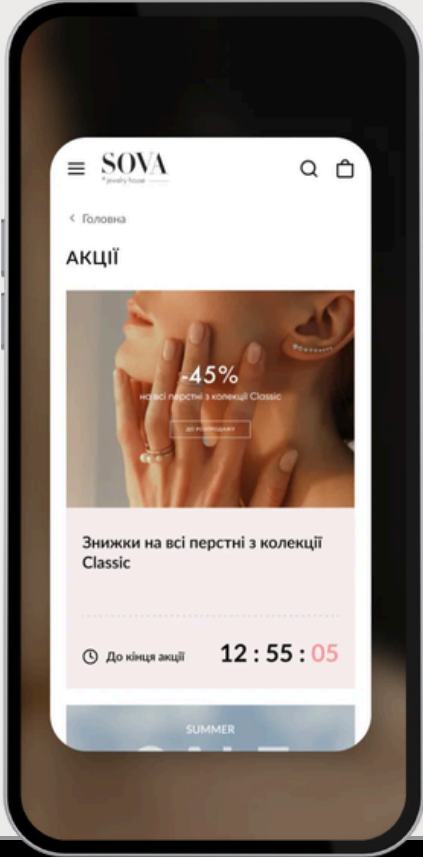 SOVA
jewelry house
< Головна
АКЦІЇ
-45%
на всі перстні з колекції Classic
ДО РОЗПРОДАЖУ
Знижки на всі перстні з колекції
Classic
До кінця акції 12 : 55 : 05
SUMMER